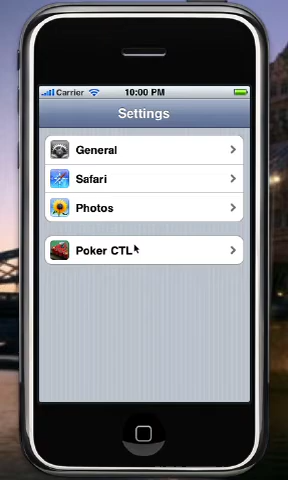 Carrier 10:00 PM
Settings
General
Safari
Photos
Poker CTL